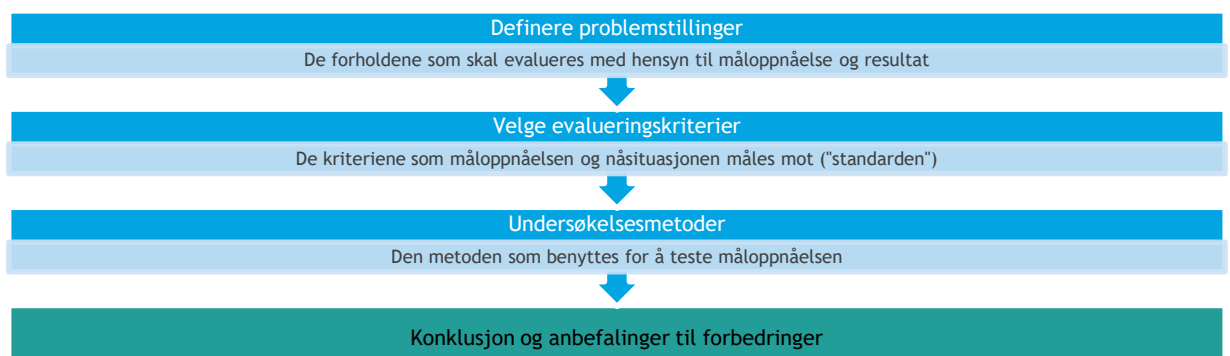 Definere problemstillinger
De forholdene som skal evalueres med hensyn til måloppnåelse og resultat
Velge evalueringskriterier
De kriteriene som måloppnåelsen og nåsituasjonen måles mot ("standarden")
Undersøkelsesmetoder
Den metoden som benyttes for å teste måloppnåelsen
Konklusjon og anbefalinger til forbedringer